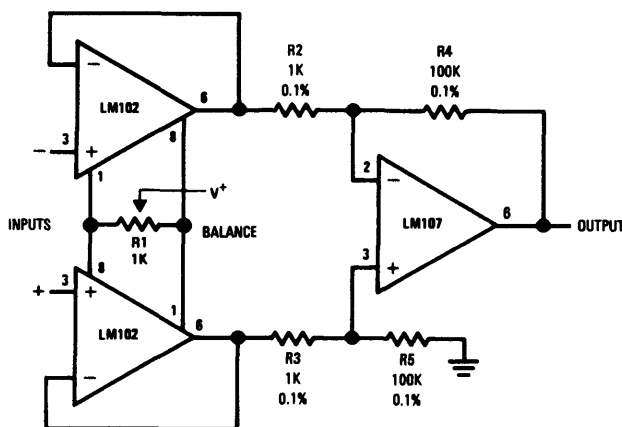 R2
1K
0.1%
R4
100K
0.1%
−
LM102
6
8
− 3
+
1
2
−
LM107
6
OUTPUT
3
+
V+
INPUTS
R1
1K
BALANCE
8
+ 3
+
1
LM102
6
−
R3
1K
0.1%
R5
100K
0.1%